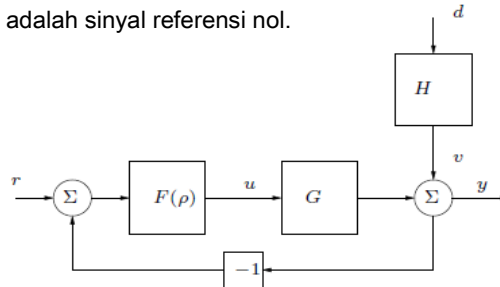 adalah sinyal referensi nol.
d
H
v
r
Σ
F(ρ)
u
G
Σ
y
−1